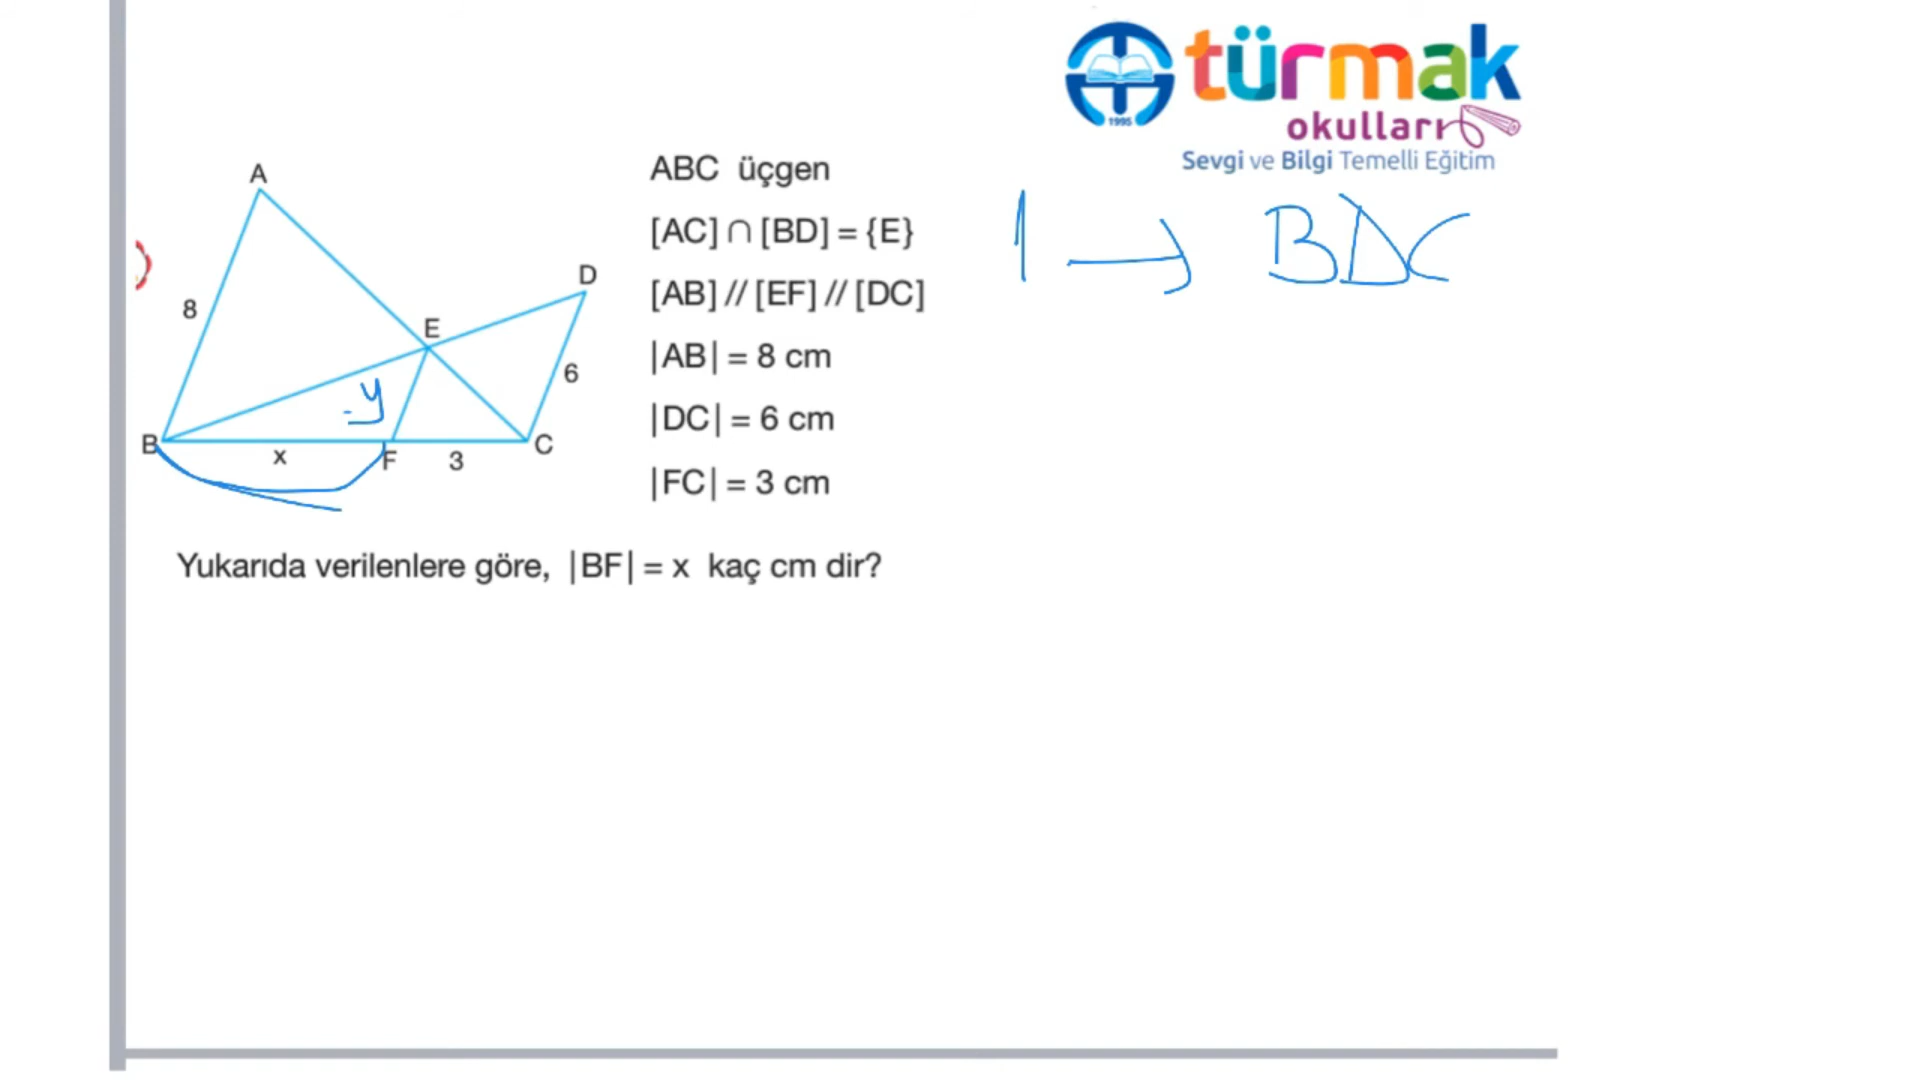 türmak
okulları
1995
Sevgi ve Bilgi Temelli Eğitim
ABC üçgen
[AC] ∩ [BD] = {E}
[AB] // [EF] // [DC]
|AB| = 8 cm
|DC| = 6 cm
|FC| = 3 cm
1 → BDC
A
D
8
E
6
y
B
x
F
3
C
Yukarıda verilenlere göre, |BF| = x kaç cm dir?